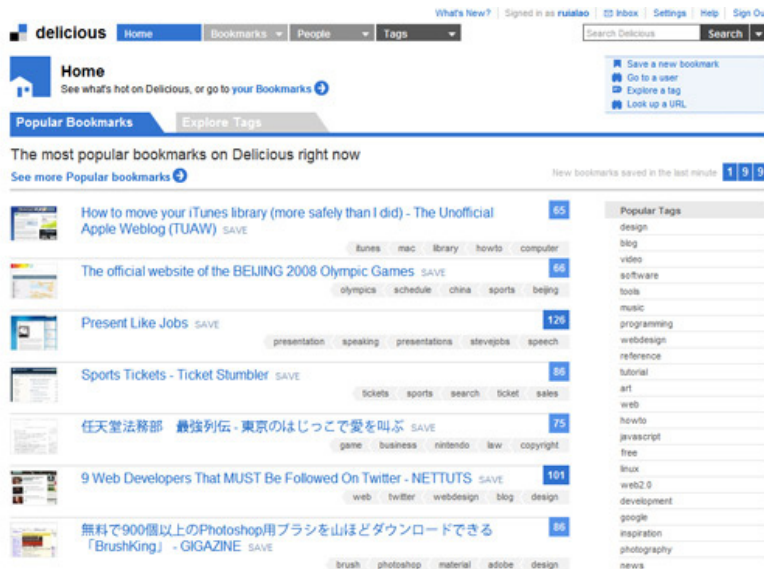 What's New? Signed in as ruialao Inbox Settings Help Sign Ou
delicious Home Bookmarks People Tags Search Delicious Search
Home
See what's hot on Delicious, or go to your Bookmarks
Save a new bookmark
Go to a user
Explore a tag
Look up a URL
Popular Bookmarks Explore Tags
The most popular bookmarks on Delicious right now
See more Popular bookmarks
New bookmarks saved in the last minute 1 9 9
How to move your iTunes library (more safely than I did) - The Unofficial
Apple Weblog (TUAW) SAVE
65
itunes mac library howto computer
The official website of the BEIJING 2008 Olympic Games SAVE
66
olympics schedule china sports beijing
Present Like Jobs SAVE
126
presentation speaking presentations stevejobs speech
Sports Tickets - Ticket Stumbler SAVE
86
tickets sports search ticket sales
任天堂法務部 最強列伝 - 東京のはじっこで愛を叫ぶ SAVE
75
game business nintendo law copyright
9 Web Developers That MUST Be Followed On Twitter - NETTUTS SAVE
101
web twitter webdesign blog design
無料で900個以上のPhotoshop用ブラシを山ほどダウンロードできる
「BrushKing」 - GIGAZINE SAVE
86
brush photoshop material adobe design
Popular Tags
design
blog
video
software
tools
music
programming
webdesign
reference
tutorial
art
web
howto
javascript
free
linux
web2.0
development
google
inspiration
photography
news